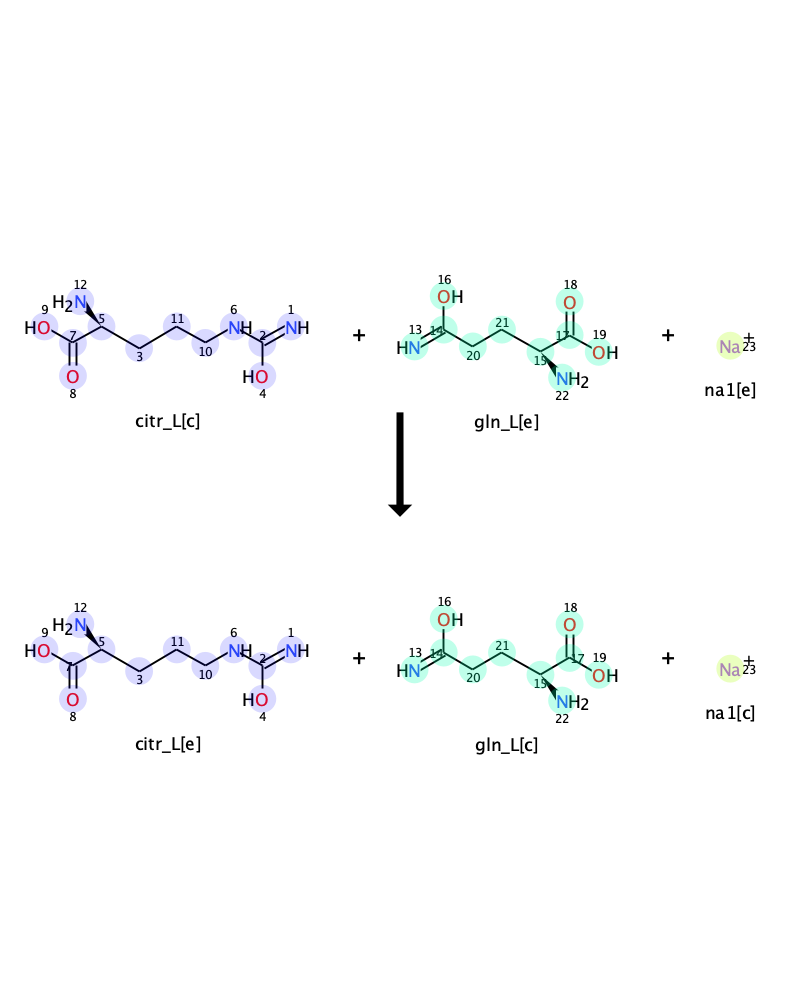 12 H₂N 9 HO 5 7 O 8 3 11 10 6 NH 2 1 NH HO 4
+
16 OH 13 HN 14 20 21 15 NH₂ 22 17 18 O 19 OH
+
Na + 23
citr_L[c] gln_L[e] na1[e]
12 H₂N 9 HO 5 7 O 8 3 11 10 6 NH 2 1 NH HO 4
+
16 OH 13 HN 14 20 21 15 NH₂ 22 17 18 O 19 OH
+
Na + 23
citr_L[e] gln_L[c] na1[c]